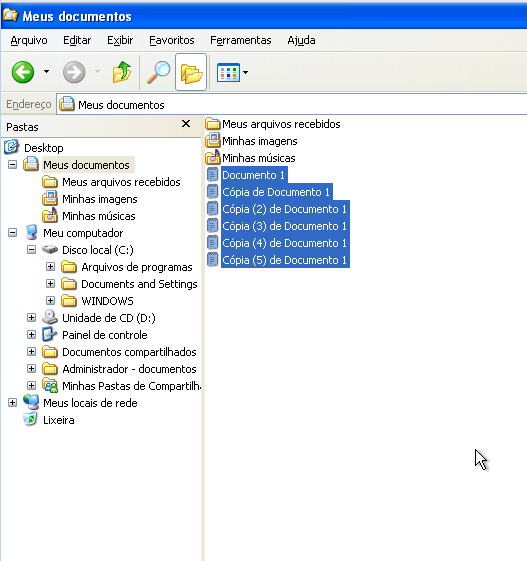 Meus documentos
Arquivo Editar Exibir Favoritos Ferramentas Ajuda
Endereço Meus documentos
Pastas
Desktop
Meus documentos
Meus arquivos recebidos
Minhas imagens
Minhas músicas
Meu computador
Disco local (C:)
Arquivos de programas
Documents and Settings
WINDOWS
Unidade de CD (D:)
Painel de controle
Documentos compartilhados
Administrador - documentos
Minhas Pastas de Compartilha
Meus locais de rede
Lixeira
Meus arquivos recebidos
Minhas imagens
Minhas músicas
Documento 1
Cópia de Documento 1
Cópia (2) de Documento 1
Cópia (3) de Documento 1
Cópia (4) de Documento 1
Cópia (5) de Documento 1